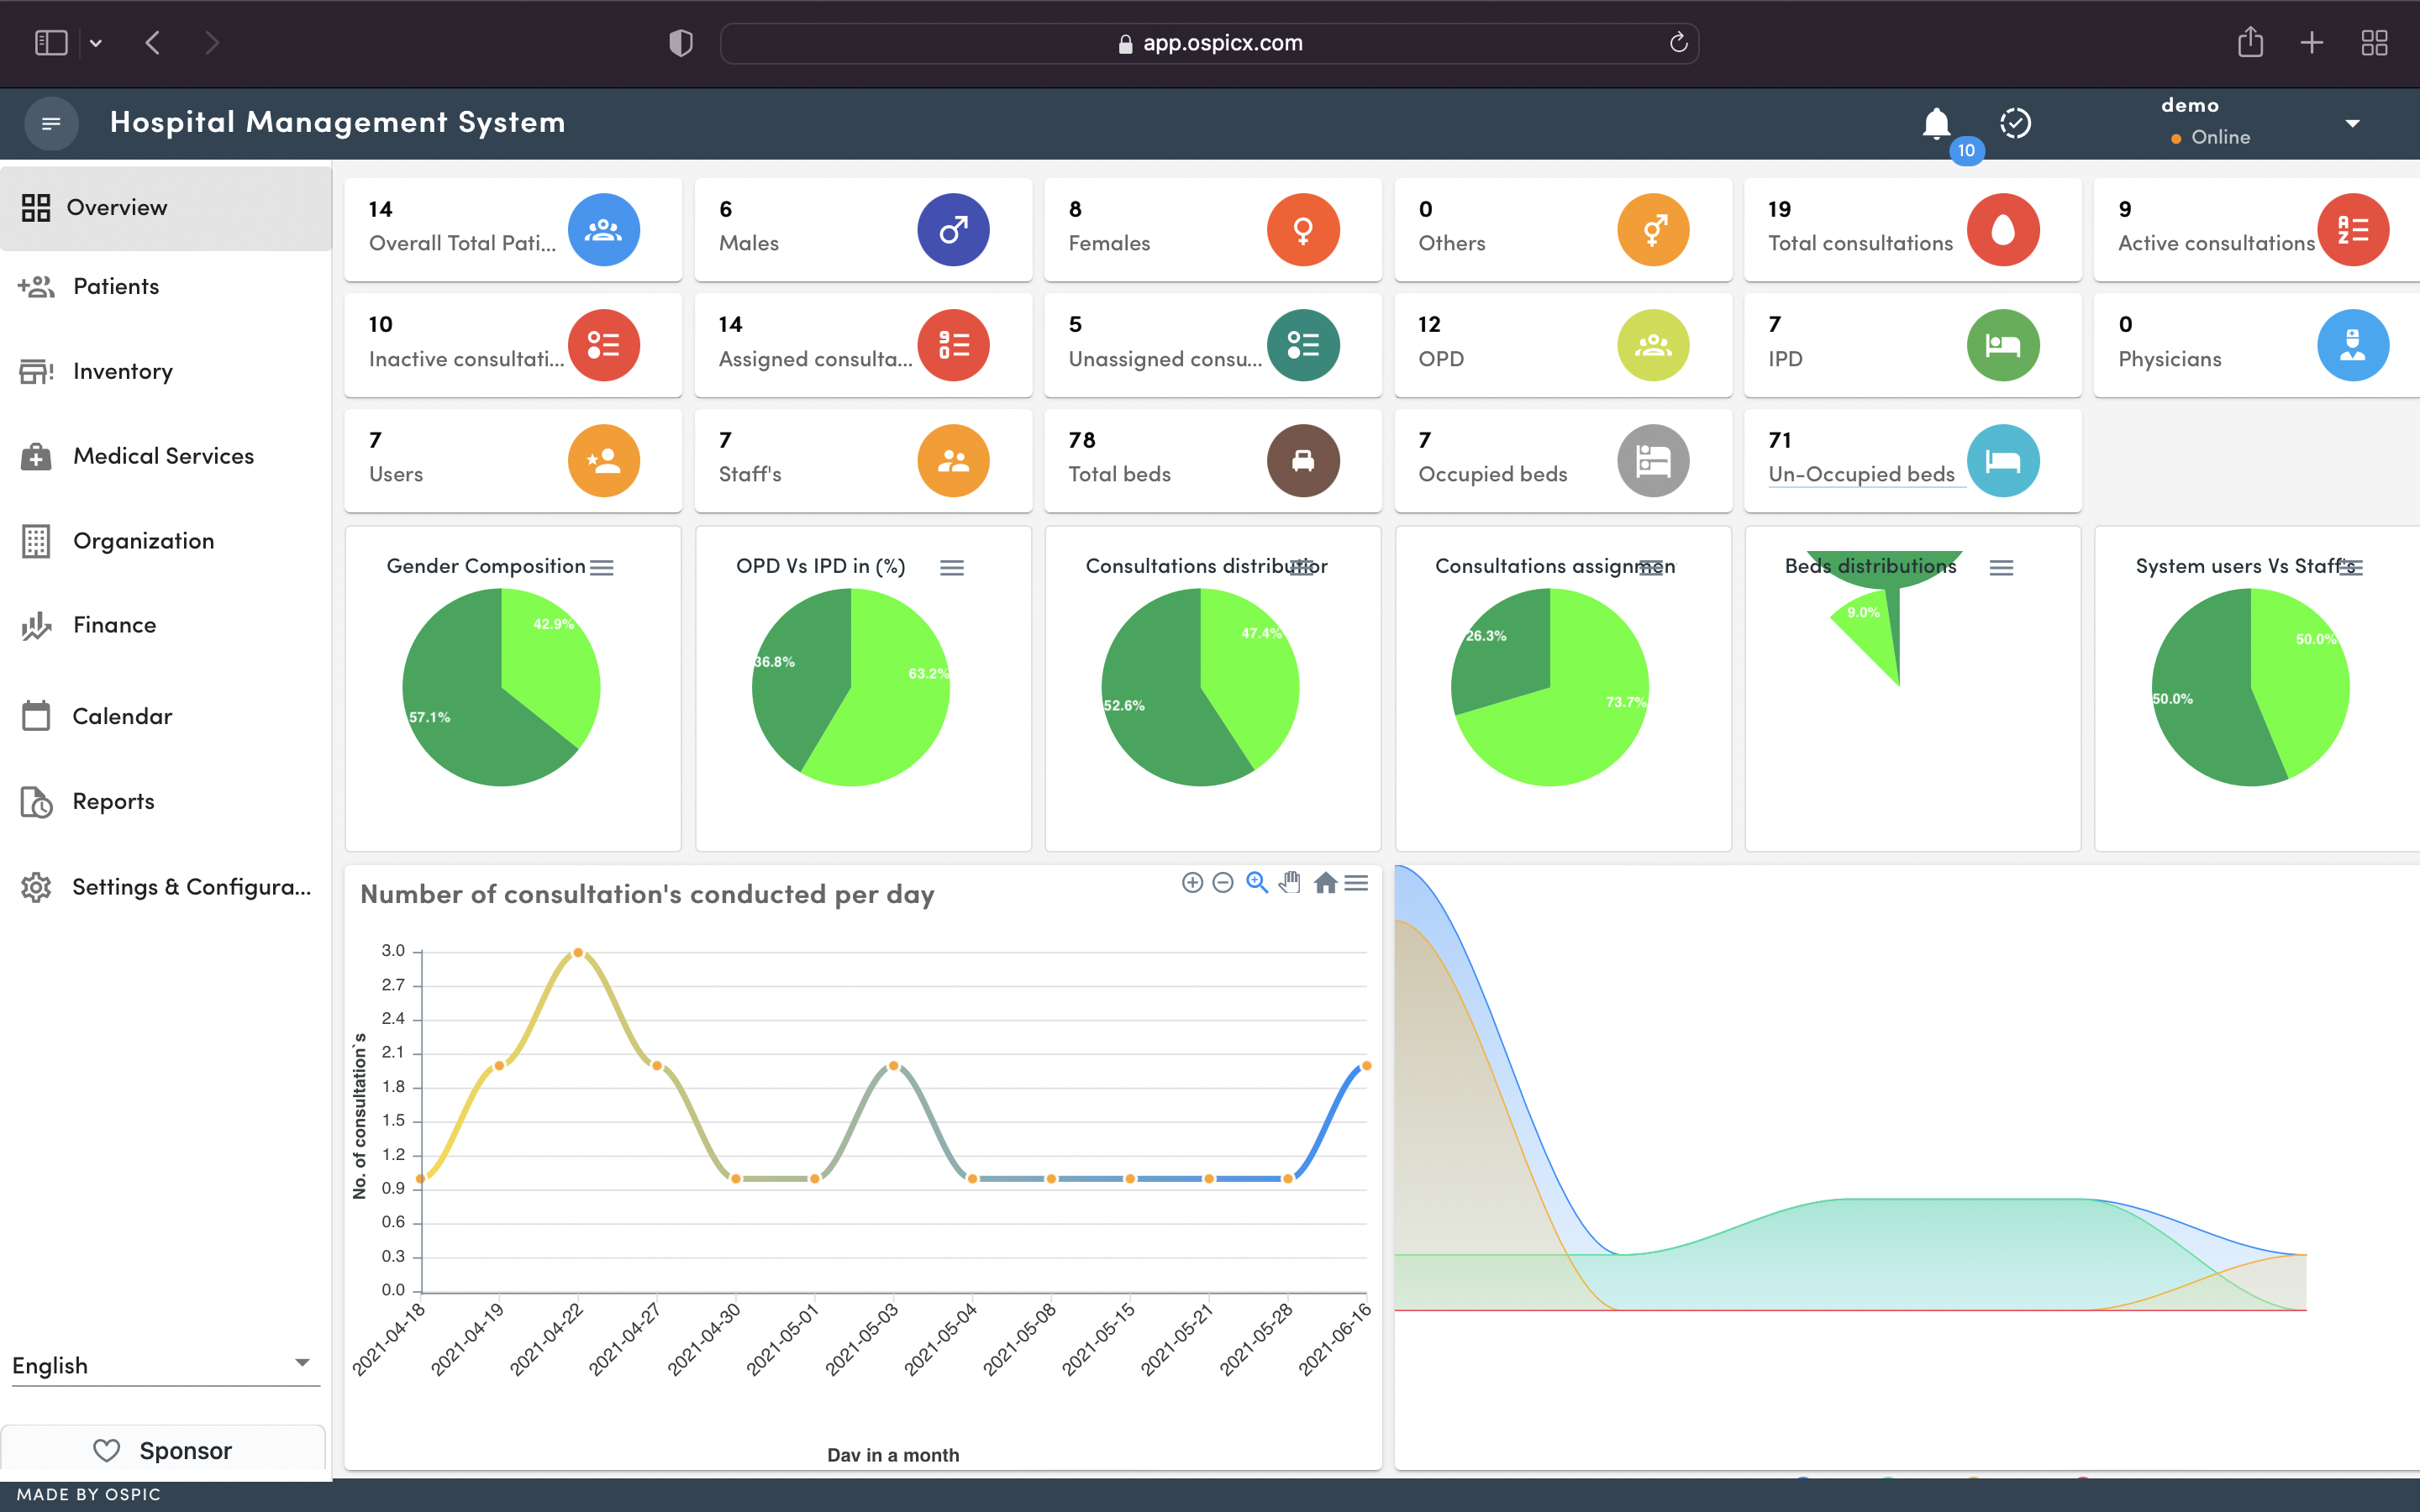 app.ospicx.com
Hospital Management System
10
demo
Online
Overview
Patients
Inventory
Medical Services
Organization
Finance
Calendar
Reports
Settings & Configura...
English
Sponsor
MADE BY OSPIC
14
Overall Total Pati...
6
Males
8
Females
0
Others
19
Total consultations
9
Active consultations
10
Inactive consultati...
14
Assigned consulta...
5
Unassigned consu...
12
OPD
7
IPD
0
Physicians
7
Users
7
Staff's
78
Total beds
7
Occupied beds
71
Un-Occupied beds
Gender Composition
42.9%
57.1%
OPD Vs IPD in (%)
36.8%
63.2%
Consultations distributior
47.4%
52.6%
Consultations assignmen
26.3%
73.7%
Beds distributions
9.0%
System users Vs Staff's
50.0%
50.0%
Number of consultation's conducted per day
No. of consultation`s
3.0
2.7
2.4
2.1
1.8
1.5
1.2
0.9
0.6
0.3
0.0
2021-04-18
2021-04-19
2021-04-22
2021-04-27
2021-04-30
2021-05-01
2021-05-03
2021-05-04
2021-05-08
2021-05-15
2021-05-21
2021-05-28
2021-06-16
Day in a month